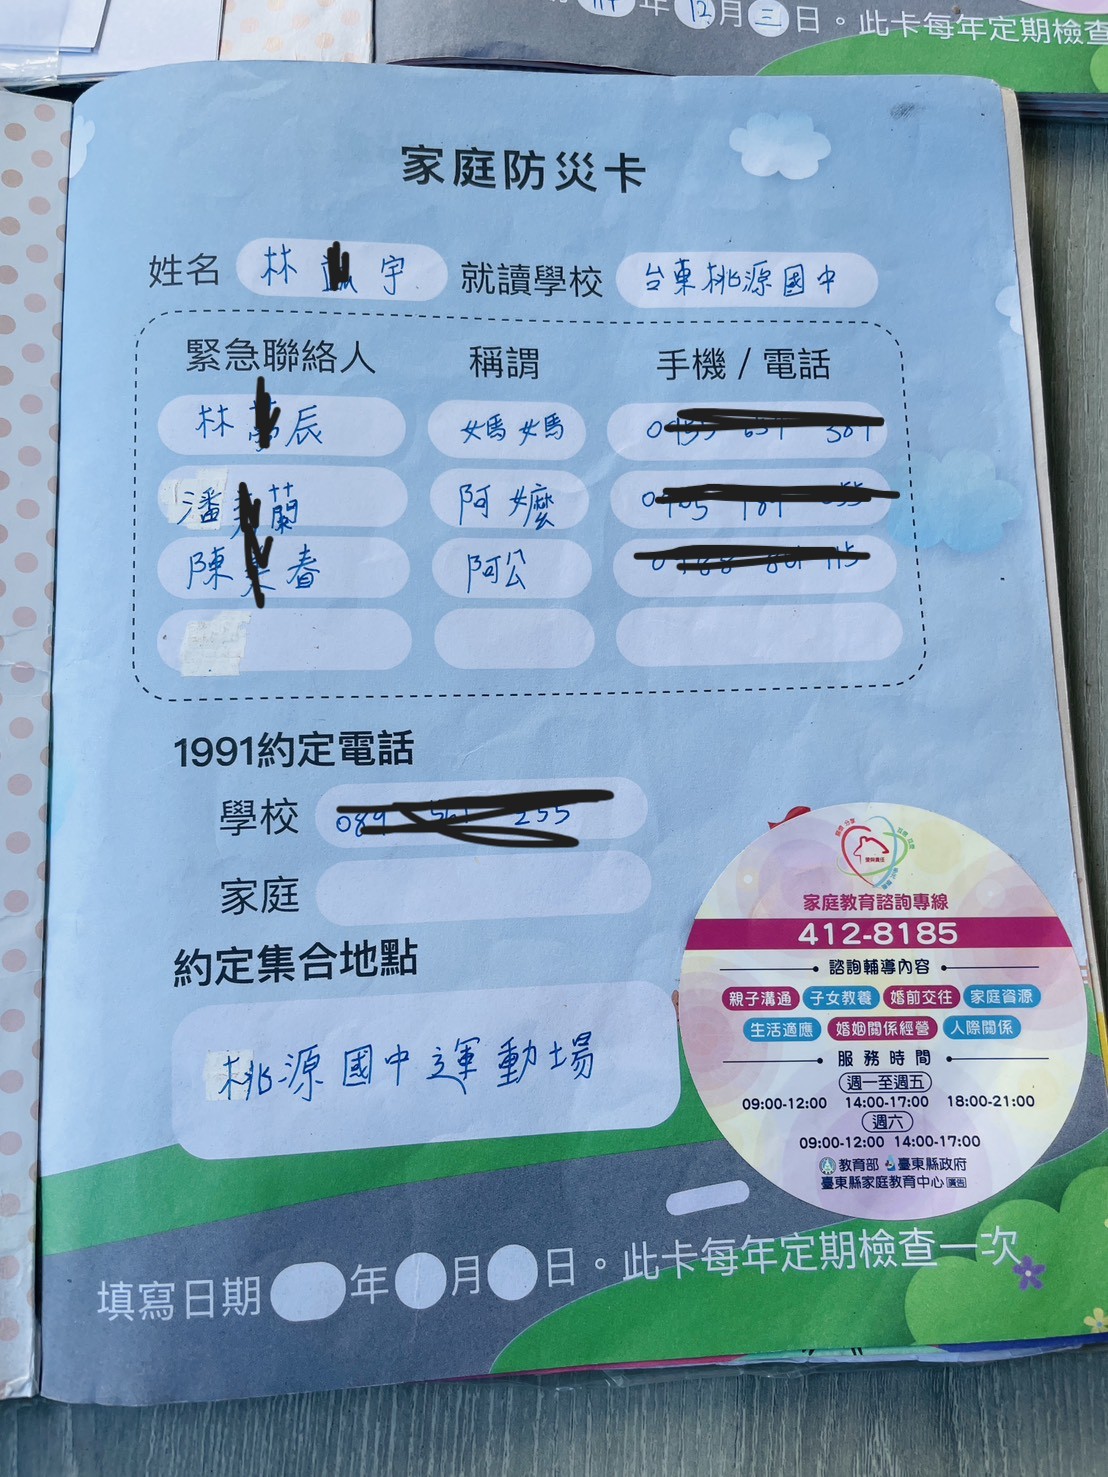 年12月三日。此卡每年定期檢查
家庭防災卡
姓名 林 宇 就讀學校 台東桃源國中
緊急聯絡人 稱謂 手機 / 電話
林 辰 媽媽
潘 蘭 阿嬤
陳 春 阿公
1991約定電話
學校
家庭
約定集合地點
桃源國中運動場
家庭教育諮詢專線
412-8185
諮詢輔導內容
親子溝通 子女教養 婚前交往 家庭資源
生活適應 婚姻關係經營 人際關係
服務時間
週一至週五
09:00-12:00 14:00-17:00 18:00-21:00
週六
09:00-12:00 14:00-17:00
教育部 臺東縣政府
臺東縣家庭教育中心 廣告
填寫日期 年 月 日。此卡每年定期檢查一次